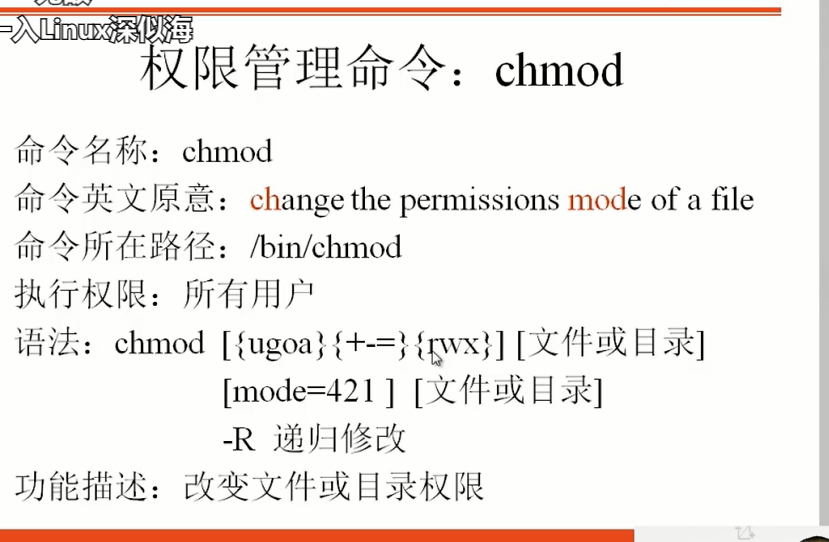 一入Linux深似海
权限管理命令：chmod
命令名称：chmod
命令英文原意：change the permissions mode of a file
命令所在路径：/bin/chmod
执行权限：所有用户
语法：chmod [{ugoa}{+-=}{rwx}] [文件或目录]
[mode=421 ] [文件或目录]
-R 递归修改
功能描述：改变文件或目录权限